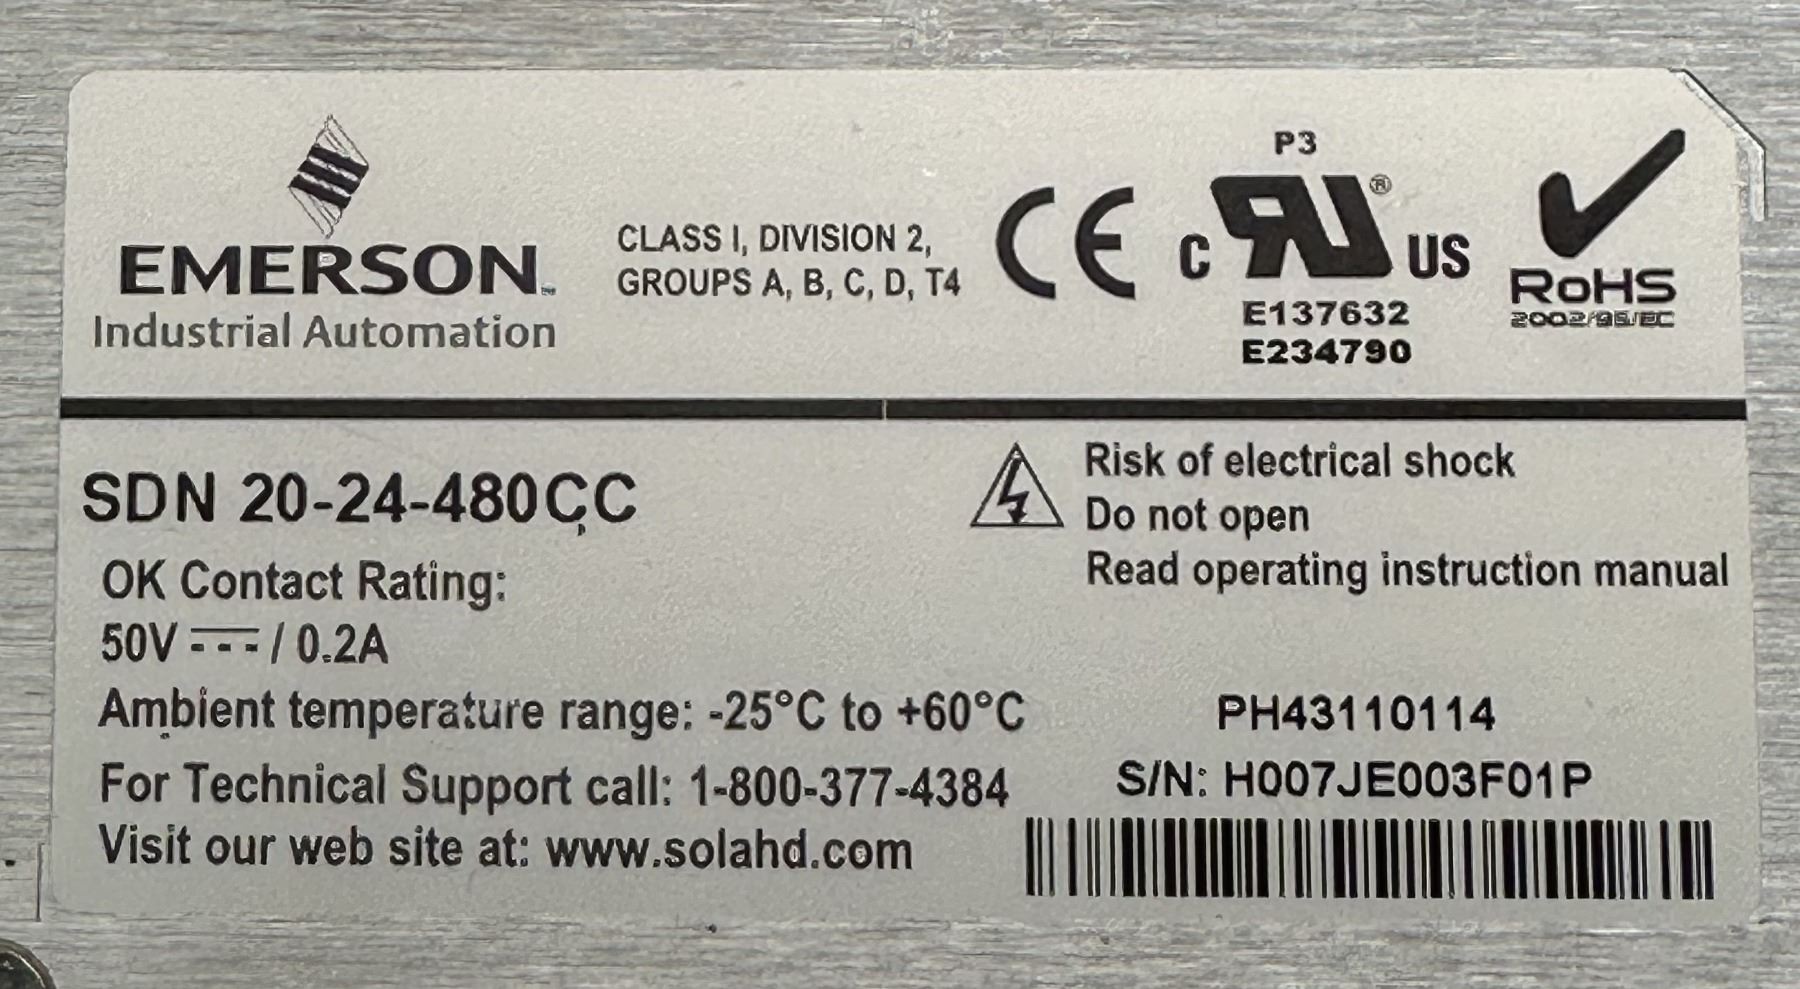 EMERSON™
Industrial Automation
CLASS I, DIVISION 2,
GROUPS A, B, C, D, T4
CE
P3
c UR® US
E137632
E234790
RoHS
2002/95/EC
SDN 20-24-480CC
OK Contact Rating:
50V ⎓ / 0.2A
Ambient temperature range: -25°C to +60°C
For Technical Support call: 1-800-377-4384
Visit our web site at: www.solahd.com
Risk of electrical shock
Do not open
Read operating instruction manual
PH43110114
S/N: H007JE003F01P